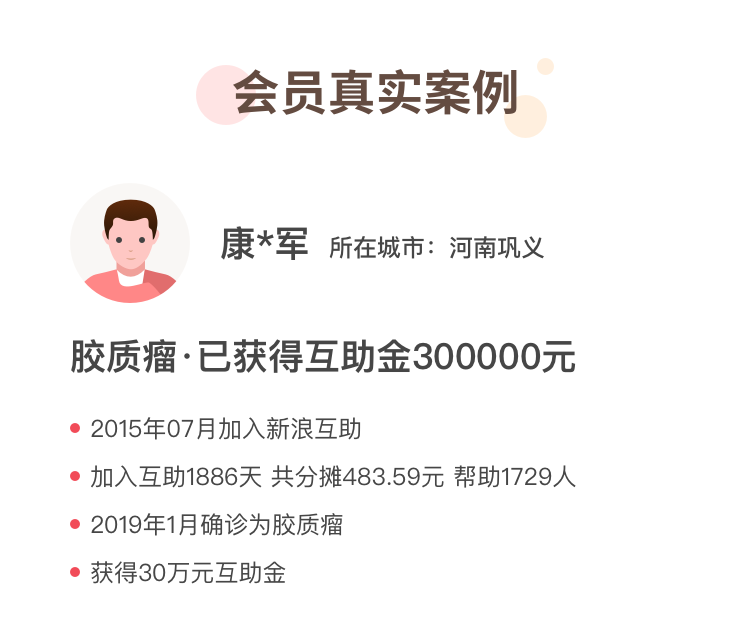 会员真实案例
康*军 所在城市：河南巩义
胶质瘤·已获得互助金300000元
2015年07月加入新浪互助
加入互助1886天 共分摊483.59元 帮助1729人
2019年1月确诊为胶质瘤
获得30万元互助金